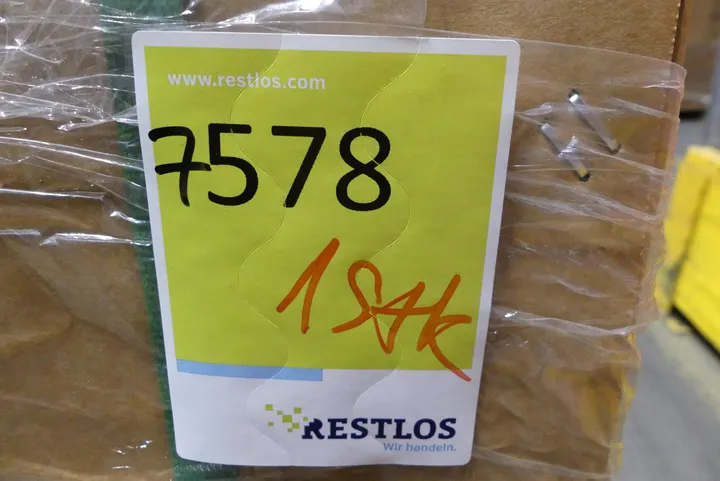 www.restlos.com
7578
1 Stk
RESTLOS
Wir handeln.